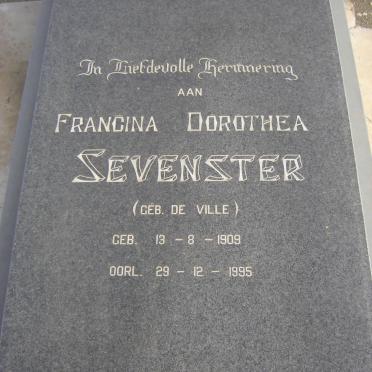 In Liefdevolle Herinnering
AAN
FRANCINA DOROTHEA
SEVENSTER
(GEB. DE VILLE)
GEB. 13 - 8 - 1909
OORL. 29 - 12 - 1995